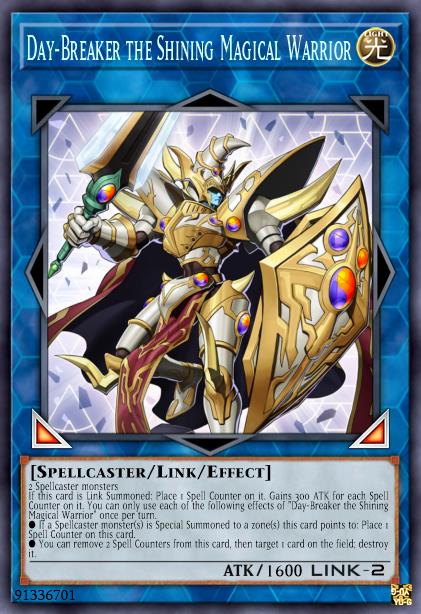 Day-Breaker the Shining Magical Warrior
LIGHT
光
[Spellcaster/Link/Effect]
2 Spellcaster monsters
If this card is Link Summoned: Place 1 Spell Counter on it. Gains 300 ATK for each Spell
Counter on it. You can only use each of the following effects of "Day-Breaker the Shining
Magical Warrior" once per turn.
● If a Spellcaster monster(s) is Special Summoned to a zone(s) this card points to: Place 1
Spell Counter on this card.
● You can remove 2 Spell Counters from this card, then target 1 card on the field; destroy
it.
ATK/1600 LINK-2
91336701